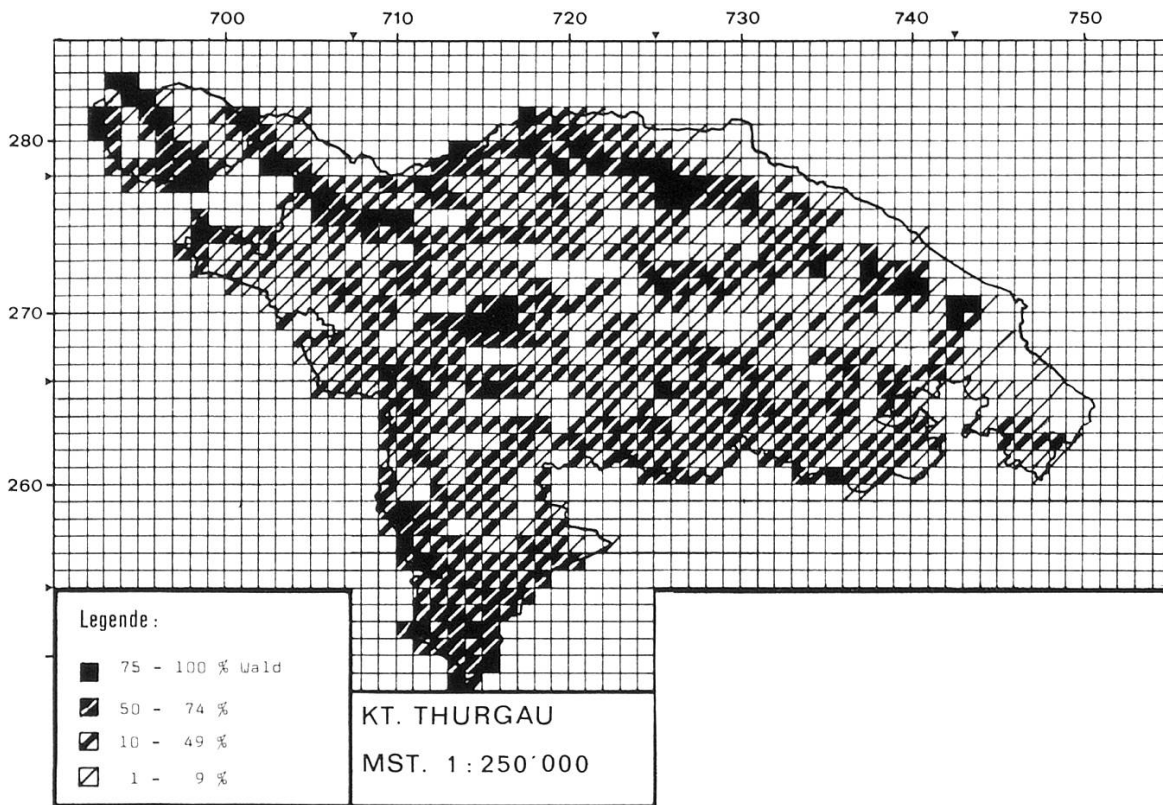 700 710 720 730 740 750
280
270
260
Legende :
75 - 100 % Wald
50 - 74 %
10 - 49 %
1 - 9 %
KT. THURGAU
MST. 1 : 250'000